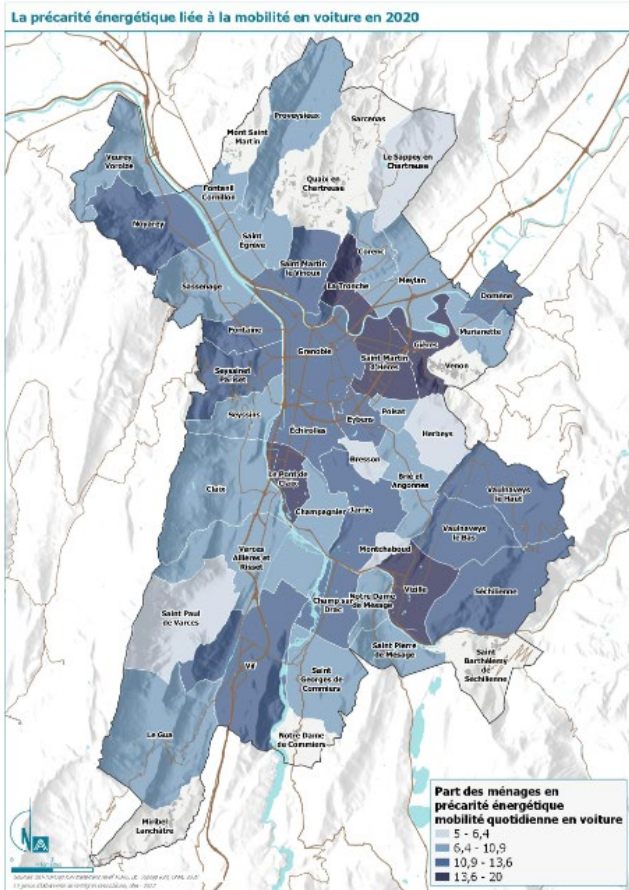 La précarité énergétique liée à la mobilité en voiture en 2020
Proveysieux
Sarcenas
Mont Saint
Martin
Le Sappey en
Chartreuse
Quaix en
Chartreuse
Veurey
Voroize
Fontanil
Cornillon
Noyarey
Saint
Egrève
Saint Martin
le Vinoux
Corenc
La Tronche
Meylan
Sassenage
Domène
Murianette
Fontaine
Grenoble
Gières
Saint Martin
d'Hères
Venon
Seyssinet
Pariset
Seyssins
Eybens
Poisat
Échirolles
Herbeys
Bresson
Le Pont de
Claix
Brié et
Angonnes
Vaulnaveys
le Haut
Claix
Champagnier
Jarrie
Vaulnaveys
le Bas
Montchaboud
Varces
Allières et
Risset
Vizille
Séchilienne
Champ sur
Drac
Notre Dame
de Mésage
Saint Paul
de Varces
Saint Pierre
de Mésage
Saint
Barthélemy de
Séchilienne
Vif
Saint
Georges de
Commiers
Le Gua
Notre Dame
de Commiers
Miribel
Lanchâtre
Part des ménages en
précarité énergétique
mobilité quotidienne en voiture
5 - 6,4
6,4 - 10,9
10,9 - 13,6
13,6 - 20